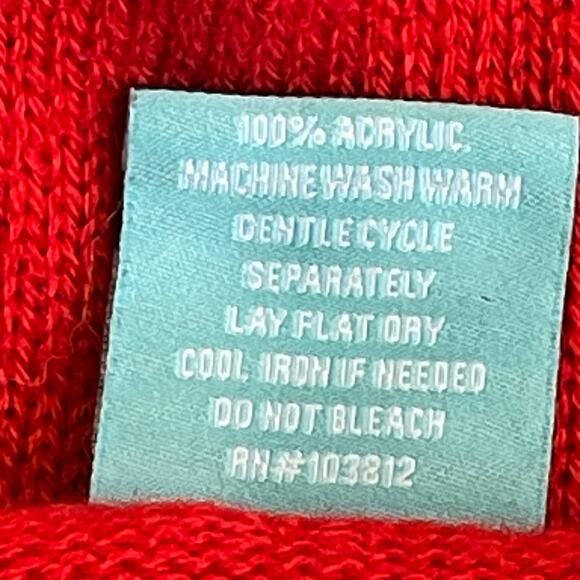 100% ACRYLIC
MACHINE WASH WARM
GENTLE CYCLE
SEPARATELY
LAY FLAT DRY
COOL IRON IF NEEDED
DO NOT BLEACH
RN#103812